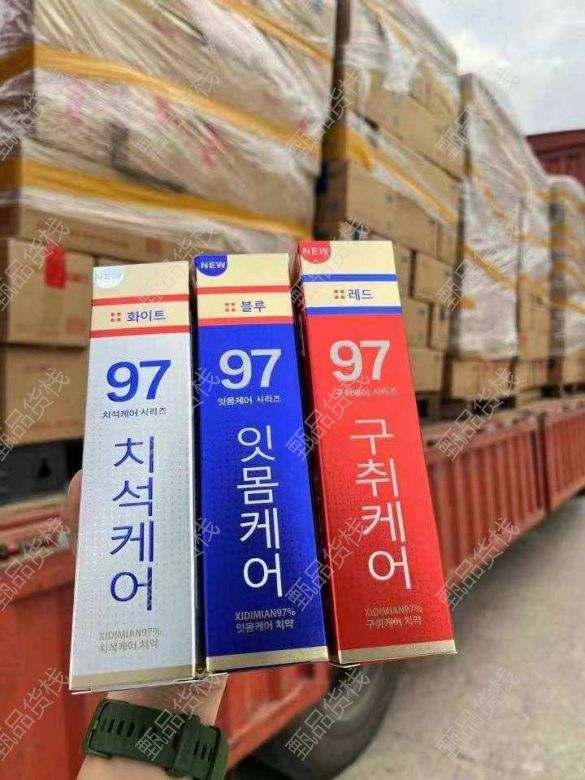 NEW
화이트
97
치석케어 시리즈
치석케어
XIDIMIAN97%
치석케어 치약
NEW
블루
97
잇몸케어 시리즈
잇몸케어
XIDIMIAN97%
잇몸케어 치약
NEW
레드
97
구취케어 시리즈
구취케어
XIDIMIAN97%
구취케어 치약
甄品货栈